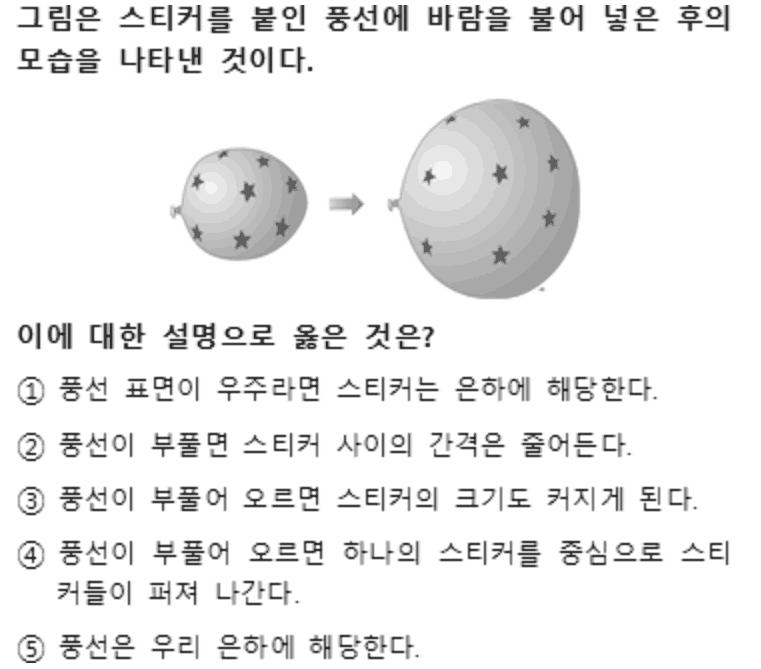 그림은 스티커를 붙인 풍선에 바람을 불어 넣은 후의
모습을 나타낸 것이다.
이에 대한 설명으로 옳은 것은?
① 풍선 표면이 우주라면 스티커는 은하에 해당한다.
② 풍선이 부풀면 스티커 사이의 간격은 줄어든다.
③ 풍선이 부풀어 오르면 스티커의 크기도 커지게 된다.
④ 풍선이 부풀어 오르면 하나의 스티커를 중심으로 스티
커들이 퍼져 나간다.
⑤ 풍선은 우리 은하에 해당한다.